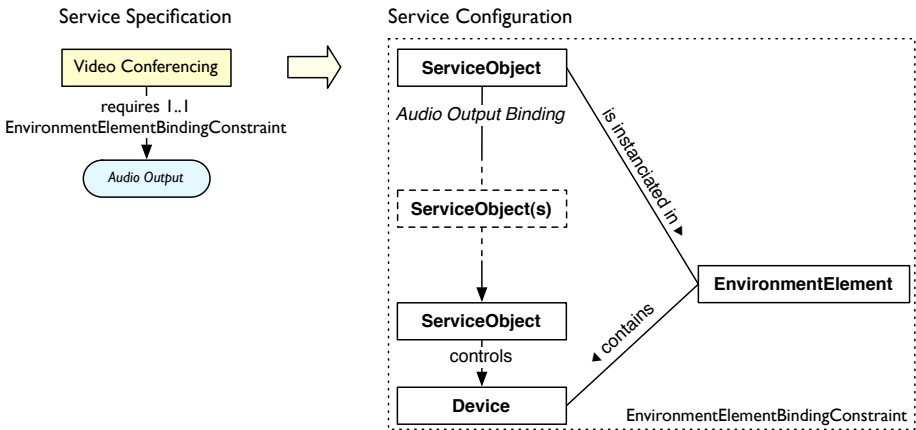 Service Specification
Video Conferencing
requires 1..1
EnvironmentElementBindingConstraint
Audio Output
Service Configuration
ServiceObject
Audio Output Binding
is instanciated in
ServiceObject(s)
EnvironmentElement
ServiceObject
contains
controls
Device
EnvironmentElementBindingConstraint